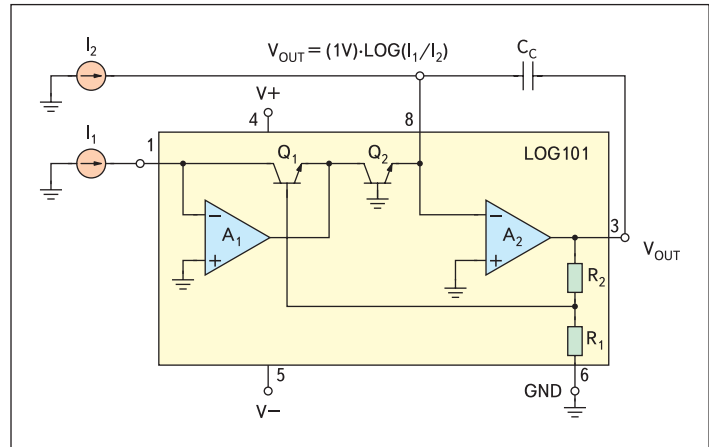 I2
VOUT = (1V)·LOG(I1/I2)
CC
V+
I1
4
8
1
Q1
Q2
LOG101
−
A1
+
−
A2
+
3
VOUT
R2
R1
5
6
V−
GND